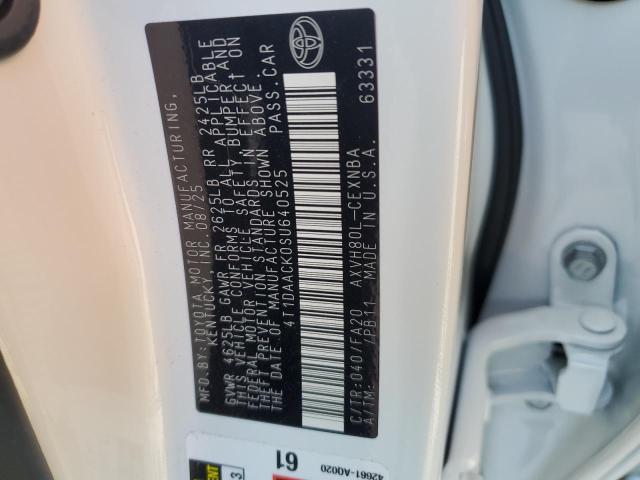 MFD.BY:TOYOTA MOTOR MANUFACTURING,
KENTUCKY, INC. 08/25
GVWR 4625LB GAWR FR 2625LB RR 2425LB
THIS VEHICLE CONFORMS TO ALL APPLICABLE
FEDERAL MOTOR VEHICLE SAFETY, BUMPER, AND
THEFT PREVENTION STANDARDS IN EFFECT ON
THE DATE OF MANUFACTURE SHOWN ABOVE.
4T1DAACK0SU640525 PASS.CAR
C/TR:040/FA20 AXVH80L-CEXNBA 63331
A/TM: /PB11 MADE IN U.S.A.
61
42661-AQ020
3